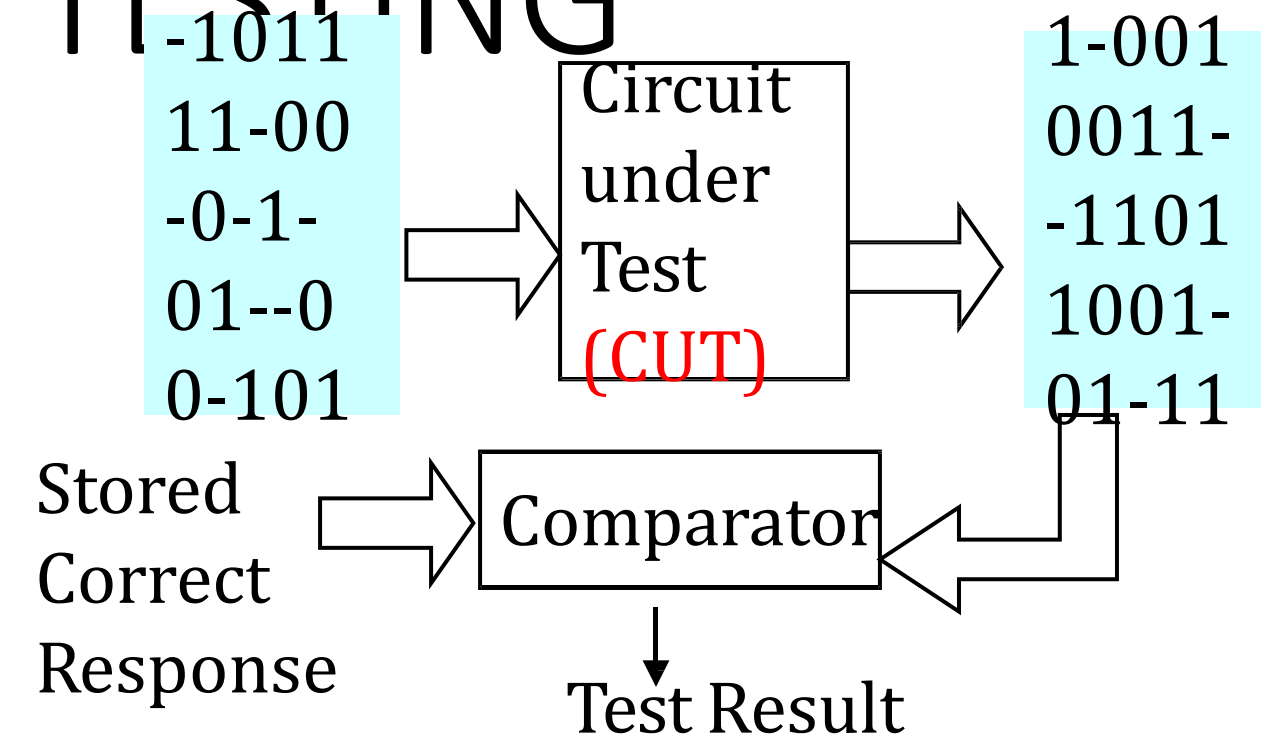 TESTING
-1011
11-00
-0-1-
01--0
0-101
Circuit
under
Test
(CUT)
1-001
0011-
-1101
1001-
01-11
Stored
Correct
Response
Comparator
Test Result